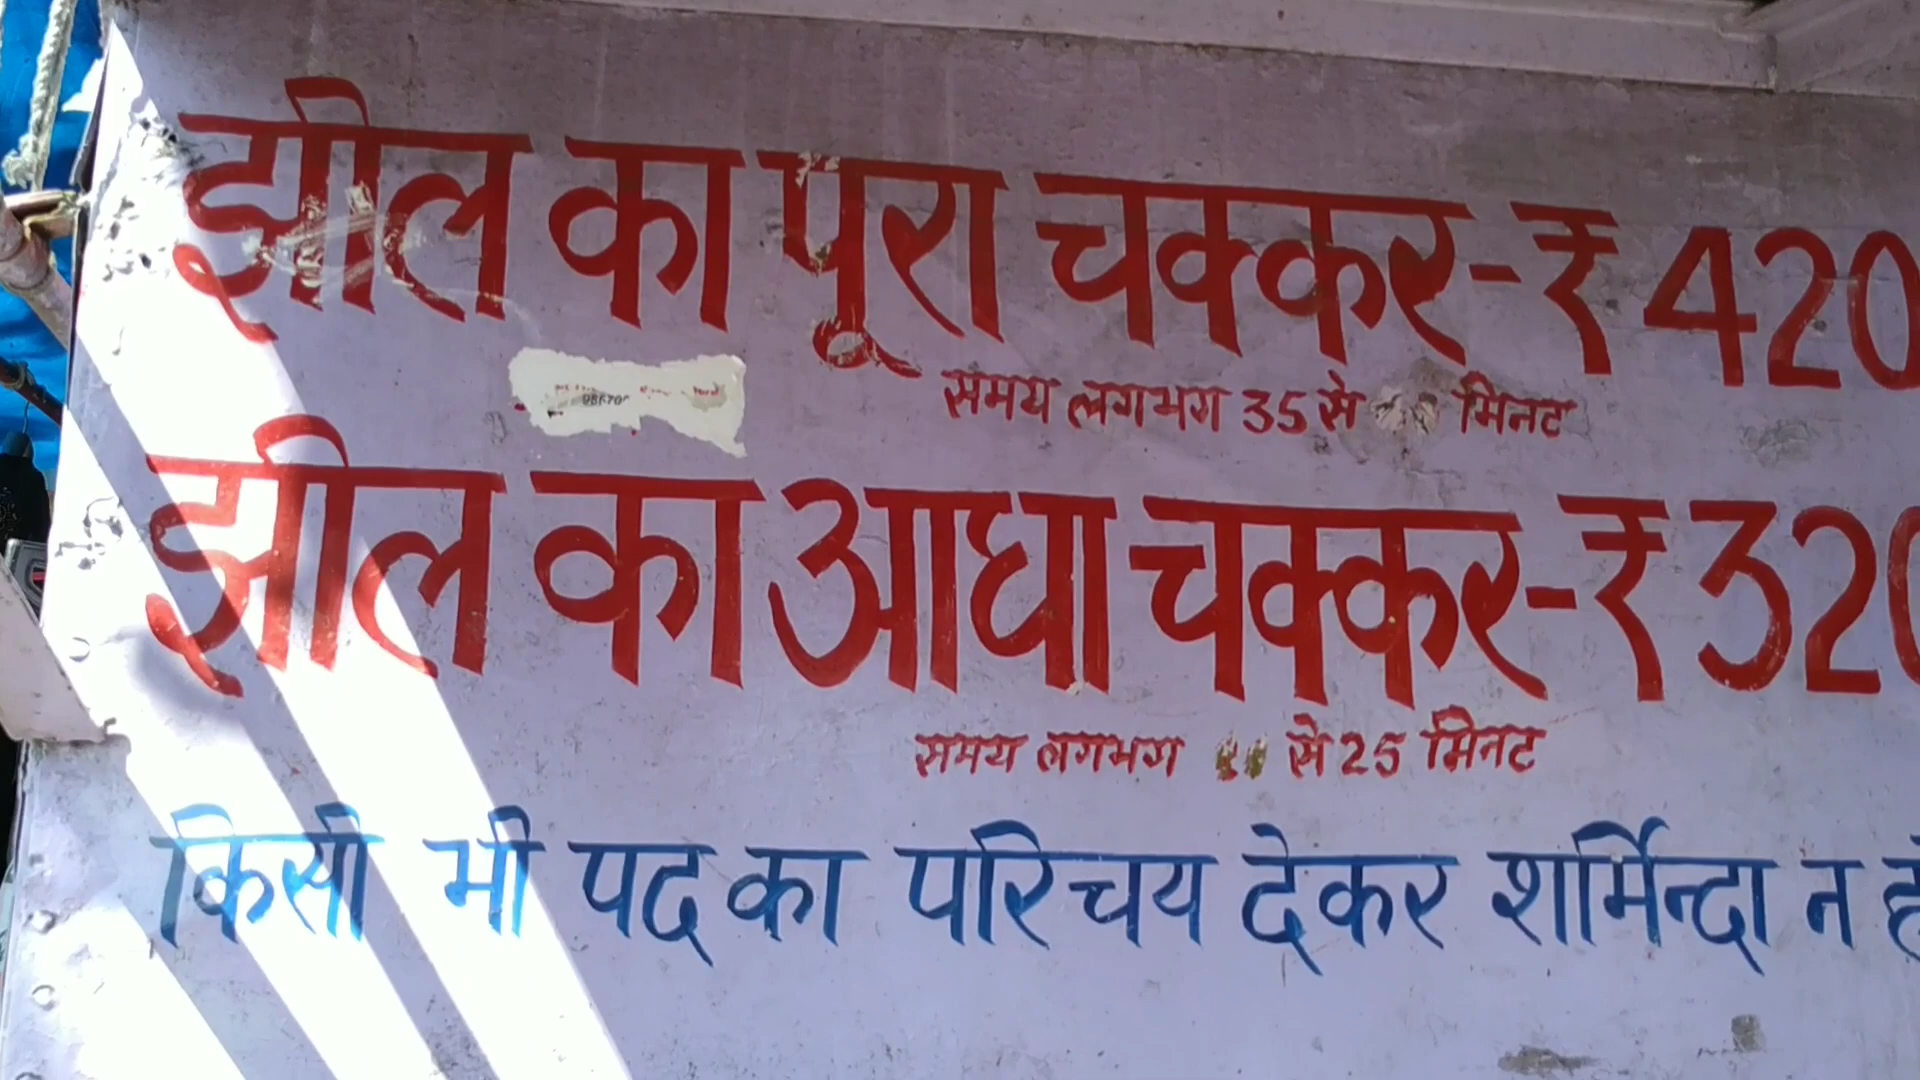 झील का पूरा चक्कर-₹420
समय लगभग 35 से मिनट
झील का आधा चक्कर-₹320
समय लगभग से 25 मिनट
किसी भी पद का परिचय देकर शर्मिन्दा न